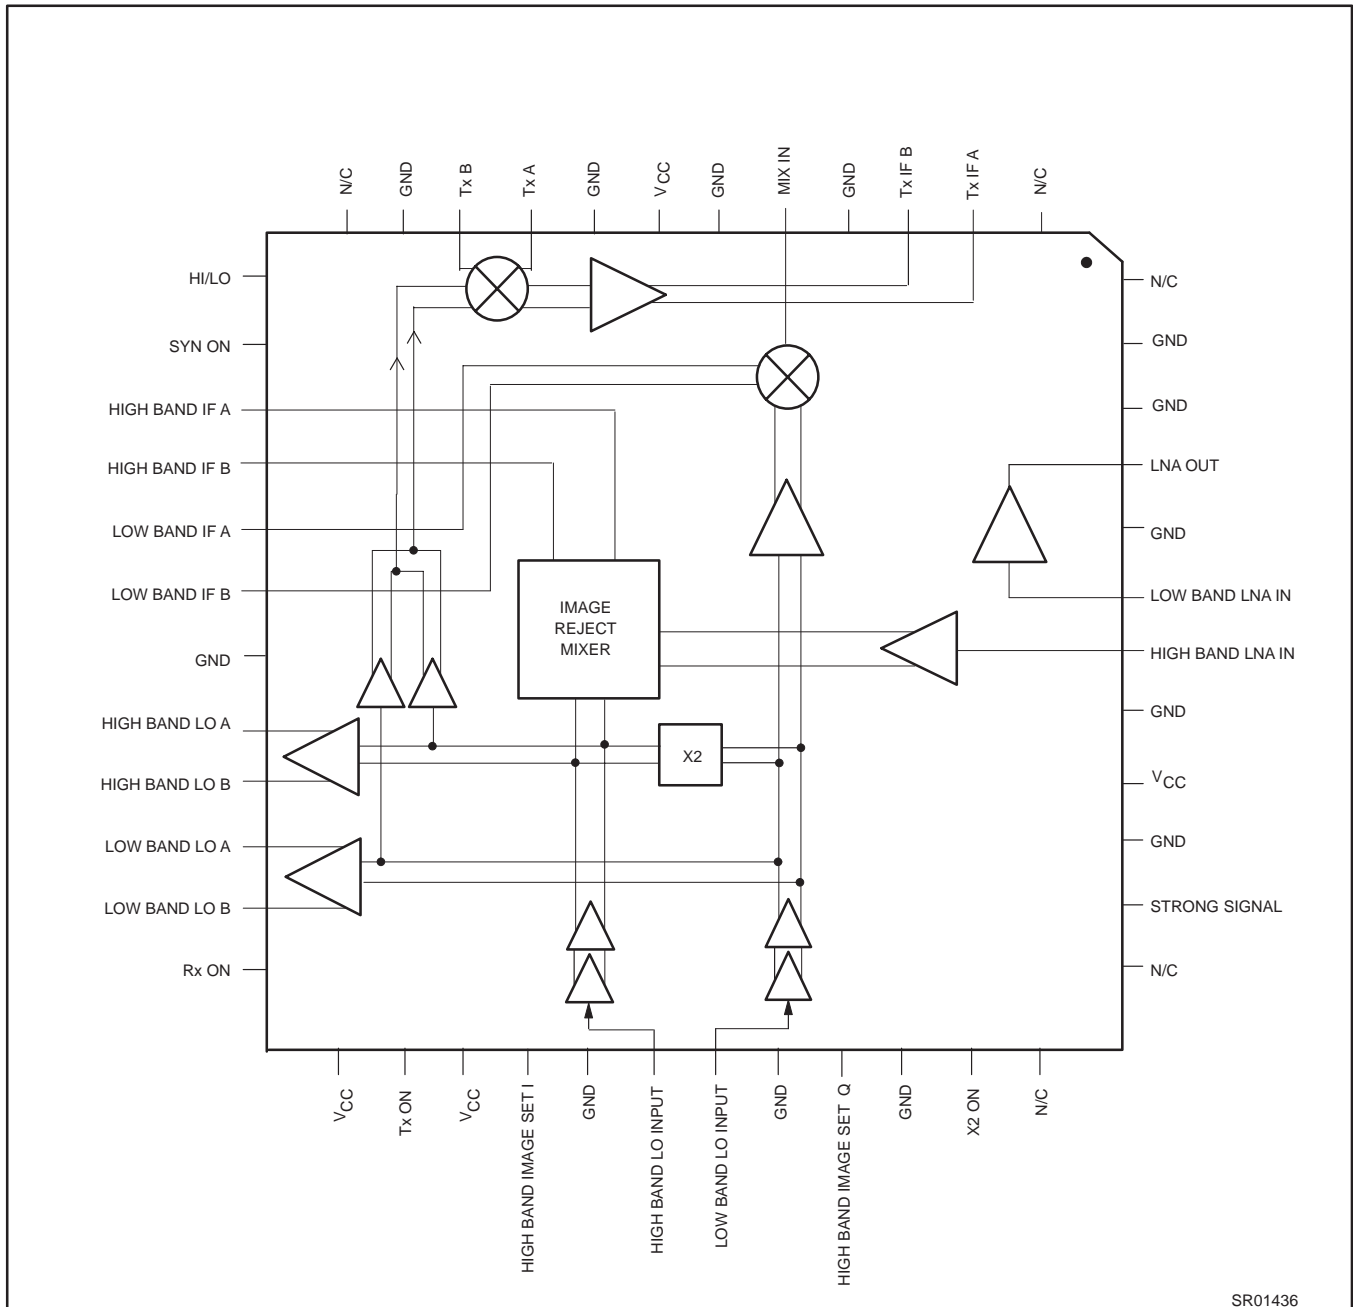 N/C
GND
Tx B
Tx A
GND
VCC
GND
MIX IN
GND
Tx IF B
Tx IF A
N/C
HI/LO
SYN ON
HIGH BAND IF A
HIGH BAND IF B
LOW BAND IF A
LOW BAND IF B
GND
HIGH BAND LO A
HIGH BAND LO B
LOW BAND LO A
LOW BAND LO B
Rx ON
IMAGE
REJECT
MIXER
X2
N/C
GND
GND
LNA OUT
GND
LOW BAND LNA IN
HIGH BAND LNA IN
GND
VCC
GND
STRONG SIGNAL
N/C
VCC
Tx ON
VCC
HIGH BAND IMAGE SET I
GND
HIGH BAND LO INPUT
LOW BAND LO INPUT
GND
HIGH BAND IMAGE SET Q
GND
X2 ON
N/C
SR01436